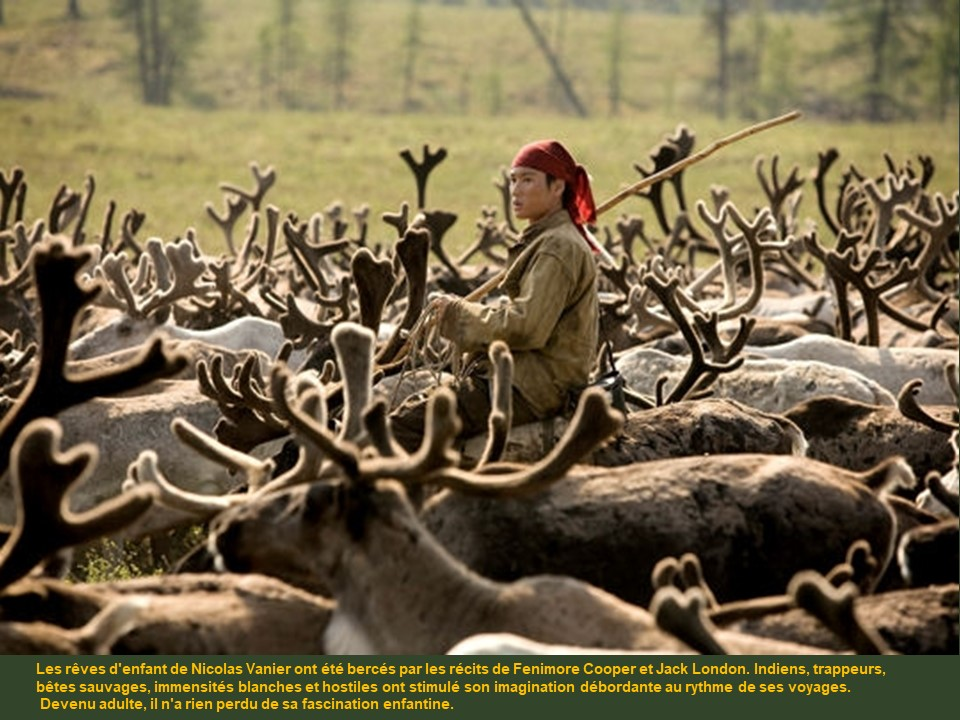 Les rêves d'enfant de Nicolas Vanier ont été bercés par les récits de Fenimore Cooper et Jack London. Indiens, trappeurs,
bêtes sauvages, immensités blanches et hostiles ont stimulé son imagination débordante au rythme de ses voyages.
Devenu adulte, il n'a rien perdu de sa fascination enfantine.